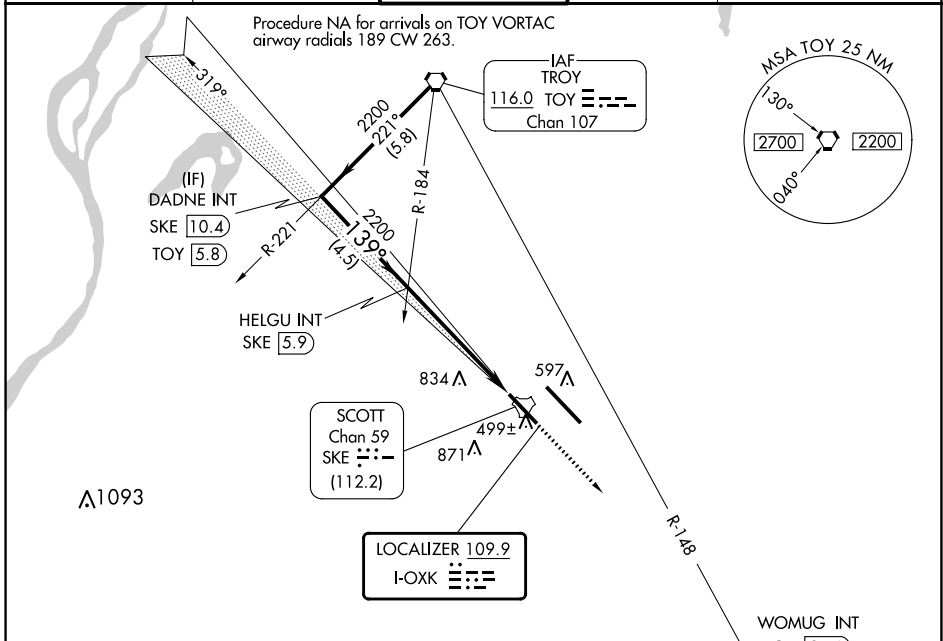 Procedure NA for arrivals on TOY VORTAC
airway radials 189 CW 263.
IAF
TROY
116.0 TOY
Chan 107
MSA TOY 25 NM
130°
2700
2200
040°
319°
2200
221°
(5.8)
R-184
(IF)
DADNE INT
SKE 10.4
TOY 5.8
R-221
2200
139°
(4.5)
HELGU INT
SKE 5.9
834
597
499±
871
SCOTT
Chan 59
SKE
(112.2)
1093
LOCALIZER 109.9
I-OXK
R-148
WOMUG INT